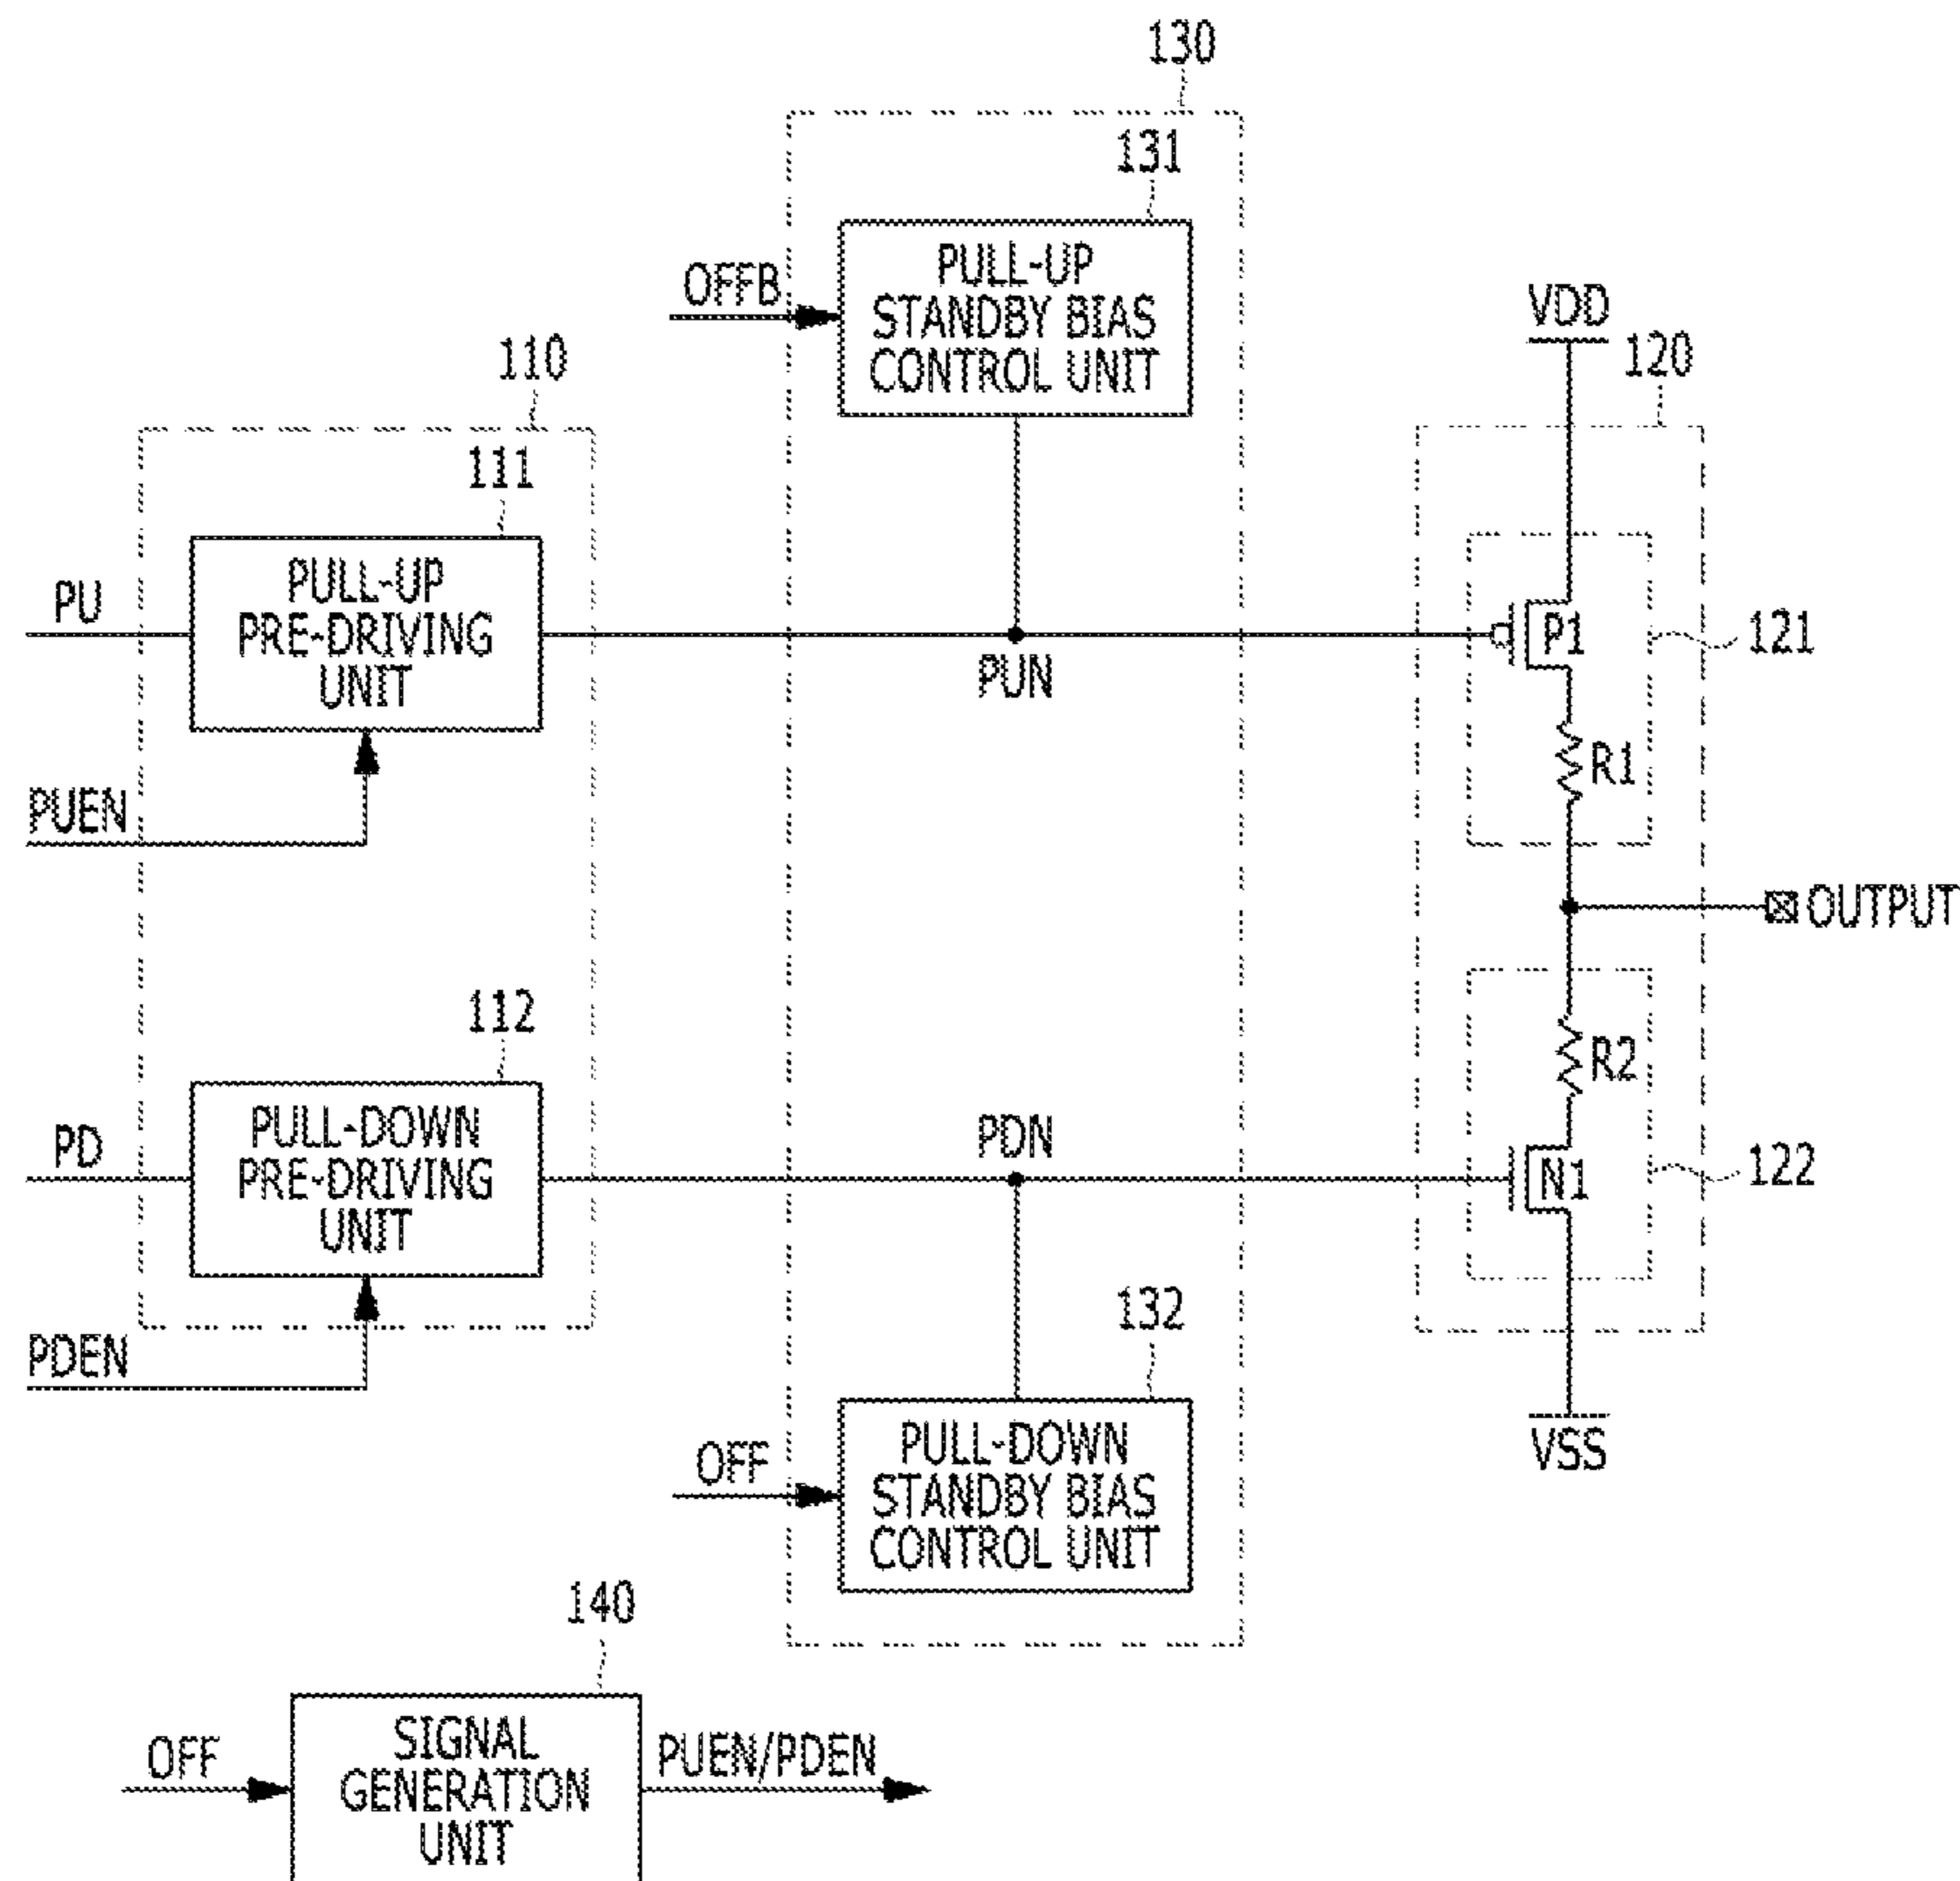 130
131
OFFB
PULL-UP
STANDBY BIAS
CONTROL UNIT
VDD
120
110
111
PU
PULL-UP
PRE-DRIVING
UNIT
PUN
P1
121
R1
PUEN
OUTPUT
112
PD
PULL-DOWN
PRE-DRIVING
UNIT
PDN
R2
N1
122
PDEN
132
OFF
PULL-DOWN
STANDBY BIAS
CONTROL UNIT
VSS
140
OFF
SIGNAL
GENERATION
UNIT
PUEN/PDEN